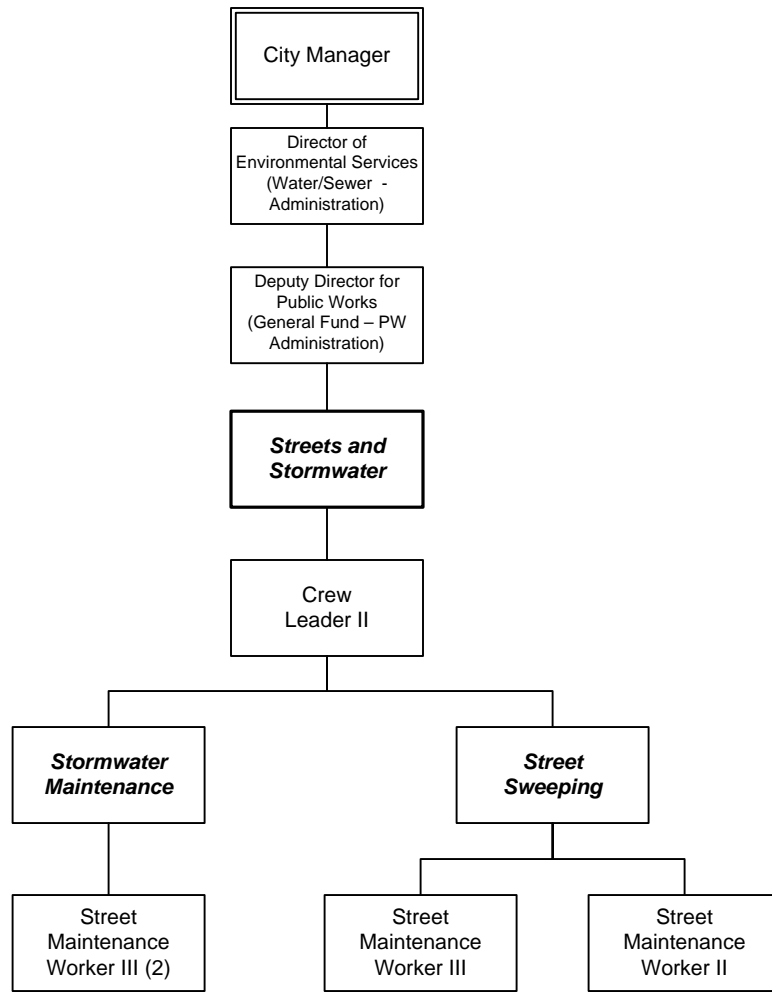 City Manager
Director of
Environmental Services
(Water/Sewer -
Administration)
Deputy Director for
Public Works
(General Fund – PW
Administration)
Streets and
Stormwater
Crew
Leader II
Stormwater
Maintenance
Street
Sweeping
Street
Maintenance
Worker III (2)
Street
Maintenance
Worker III
Street
Maintenance
Worker II